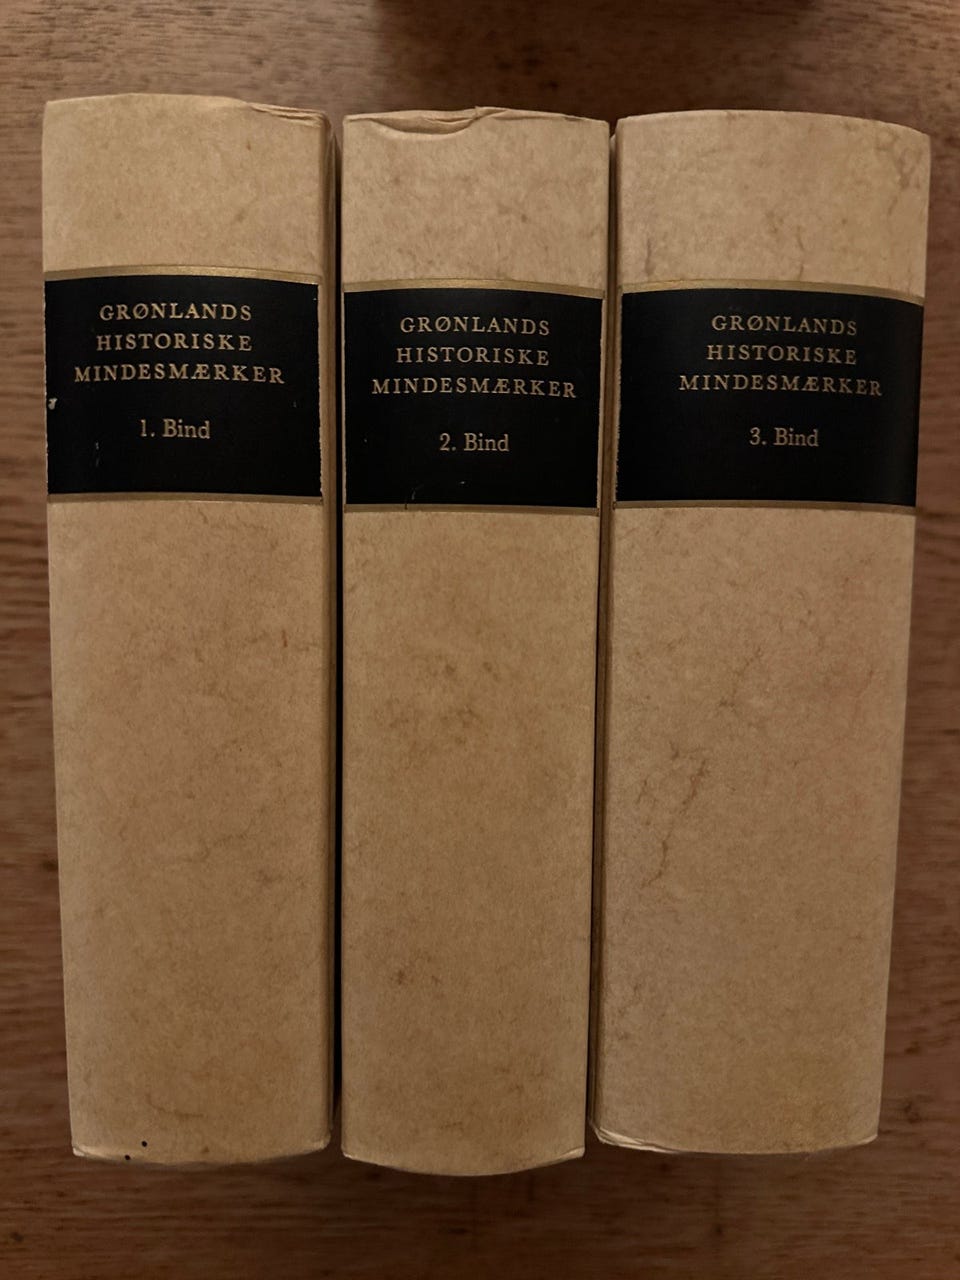 GRØNLANDS
HISTORISKE
MINDESMÆRKER
1. Bind
GRØNLANDS
HISTORISKE
MINDESMÆRKER
2. Bind
GRØNLANDS
HISTORISKE
MINDESMÆRKER
3. Bind